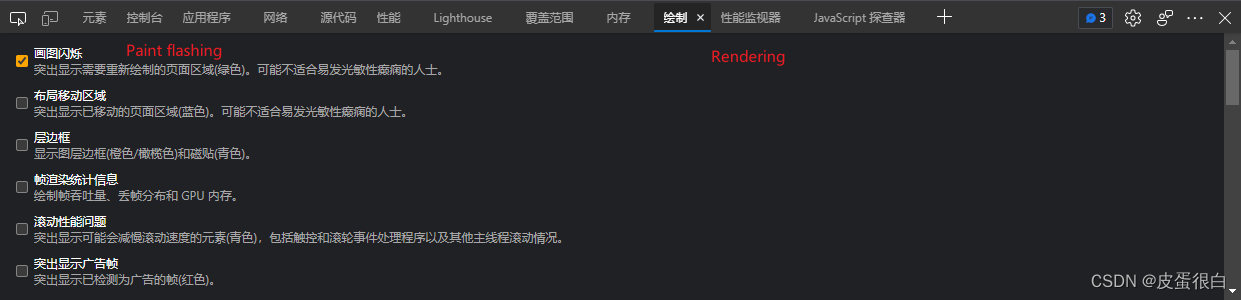 元素 控制台 应用程序 网络 源代码 性能 Lighthouse 覆盖范围 内存 绘制 × 性能监视器 JavaScript 探查器 3
画图闪烁 Paint flashing
突出显示需要重新绘制的页面区域(绿色)。可能不适合易发光敏性癫痫的人士。
Rendering
布局移动区域
突出显示已移动的页面区域(蓝色)。可能不适合易发光敏性癫痫的人士。
层边框
显示图层边框(橙色/橄榄色)和磁贴(青色)。
帧渲染统计信息
绘制帧吞吐量、丢帧分布和 GPU 内存。
滚动性能问题
突出显示可能会减慢滚动速度的元素(青色)，包括触控和滚轮事件处理程序以及其他主线程滚动情况。
突出显示广告帧
突出显示已检测为广告的帧(红色)。
CSDN @皮蛋很白